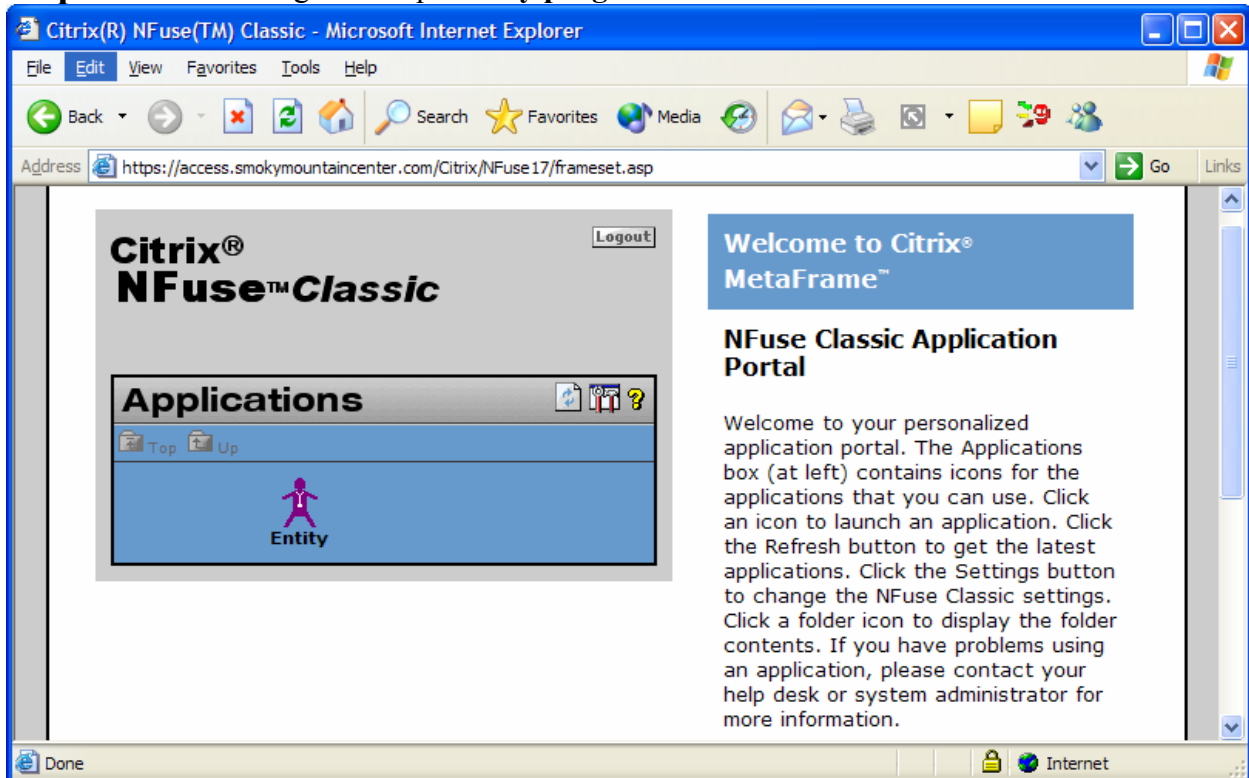 Citrix(R) NFuse(TM) Classic - Microsoft Internet Explorer
File Edit View Favorites Tools Help
Back Search Favorites Media
Address https://access.smokymountaincenter.com/Citrix/NFuse17/frameset.asp Go Links
Citrix®
NFuse™Classic
Logout
Applications
Top Up
Entity
Welcome to Citrix®
MetaFrame™
NFuse Classic Application
Portal
Welcome to your personalized
application portal. The Applications
box (at left) contains icons for the
applications that you can use. Click
an icon to launch an application. Click
the Refresh button to get the latest
applications. Click the Settings button
to change the NFuse Classic settings.
Click a folder icon to display the folder
contents. If you have problems using
an application, please contact your
help desk or system administrator for
more information.
Done Internet